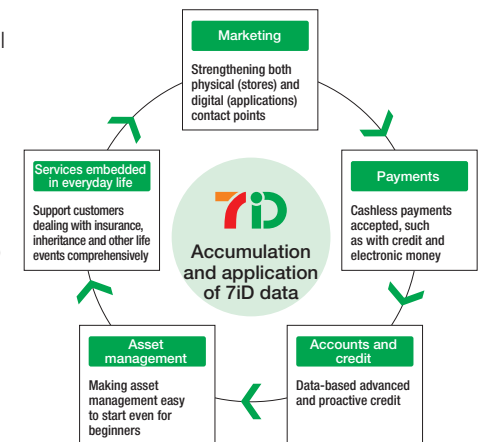 Marketing
Strengthening both
physical (stores) and
digital (applications)
contact points
Payments
Cashless payments
accepted, such
as with credit and
electronic money
Accounts and
credit
Data-based advanced
and proactive credit
Asset
management
Making asset
management easy
to start even for
beginners
Services embedded
in everyday life
Support customers
dealing with insurance,
inheritance and other life
events comprehensively
7iD
Accumulation
and application
of 7iD data